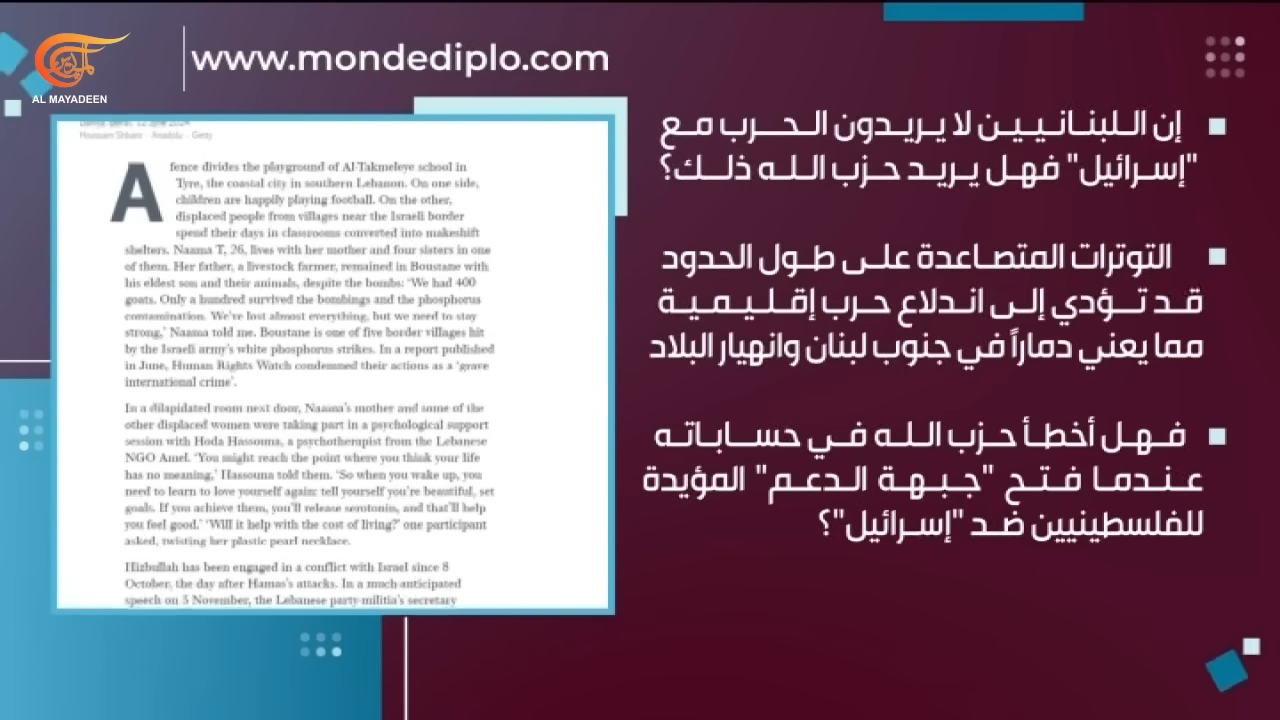 AL MAYADEEN
www.mondediplo.com
Houssam Shbaro · Anadolu · Getty
A fence divides the playground of Al-Takmeleye school in
Tyre, the coastal city in southern Lebanon. On one side,
children are happily playing football. On the other,
displaced people from villages near the Israeli border
spend their days in classrooms converted into makeshift
shelters. Naama T, 26, lives with her mother and four sisters in one
of them. Her father, a livestock farmer, remained in Boustane with
his eldest son and their animals, despite the bombs: ‘We had 400
goats. Only a hundred survived the bombings and the phosphorus
contamination. We’ve lost almost everything, but we need to stay
strong,’ Naama told me. Boustane is one of five border villages hit
by the Israeli army’s white phosphorus strikes. In a report published
in June, Human Rights Watch condemned their actions as a ‘grave
international crime’.
In a dilapidated room next door, Naama’s mother and some of the
other displaced women were taking part in a psychological support
session with Hoda Hassouna, a psychotherapist from the Lebanese
NGO Amel. ‘You might reach the point where you think your life
has no meaning,’ Hassouna told them. ‘So when you wake up, you
need to learn to love yourself again: tell yourself you’re beautiful, set
goals. If you achieve them, you’ll release serotonin, and that’ll help
you feel good.’ ‘Will it help with the cost of living?’ one participant
asked, twisting her plastic pearl necklace.
Hizbullah has been engaged in a conflict with Israel since 8
October, the day after Hamas’s attacks. In a much-anticipated
speech on 3 November, the Lebanese party-militia’s secretary
إن اللبنانيين لا يريدون الحرب مع
"إسرائيل" فهل يريد حزب الله ذلك؟
التوترات المتصاعدة على طول الحدود
قد تؤدي إلى اندلاع حرب إقليمية
مما يعني دماراً في جنوب لبنان وانهيار البلاد
فهل أخطأ حزب الله في حساباته
عندما فتح "جبهة الدعم" المؤيدة
للفلسطينيين ضد "إسرائيل"؟